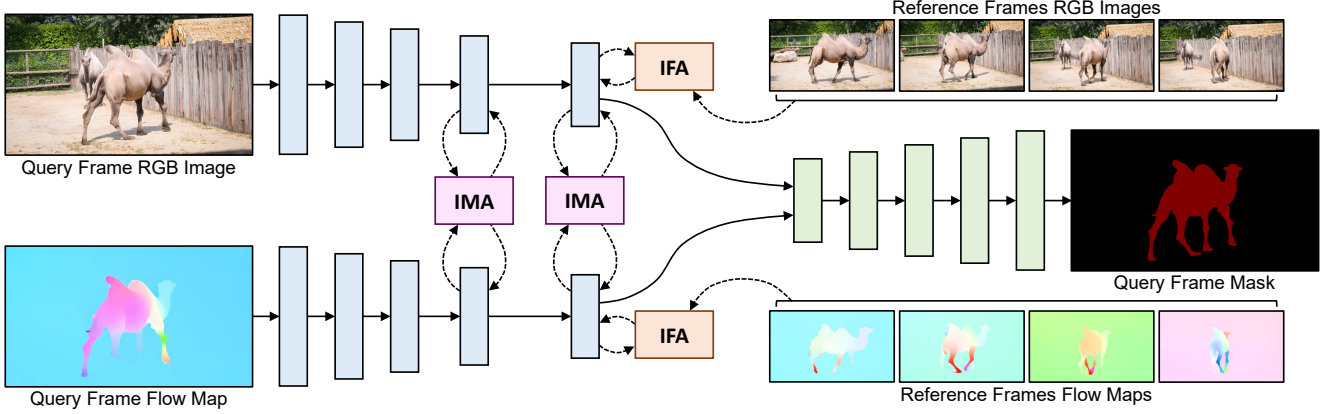 Reference Frames RGB Images
IFA
Query Frame RGB Image
IMA
IMA
Query Frame Mask
IFA
Query Frame Flow Map
Reference Frames Flow Maps